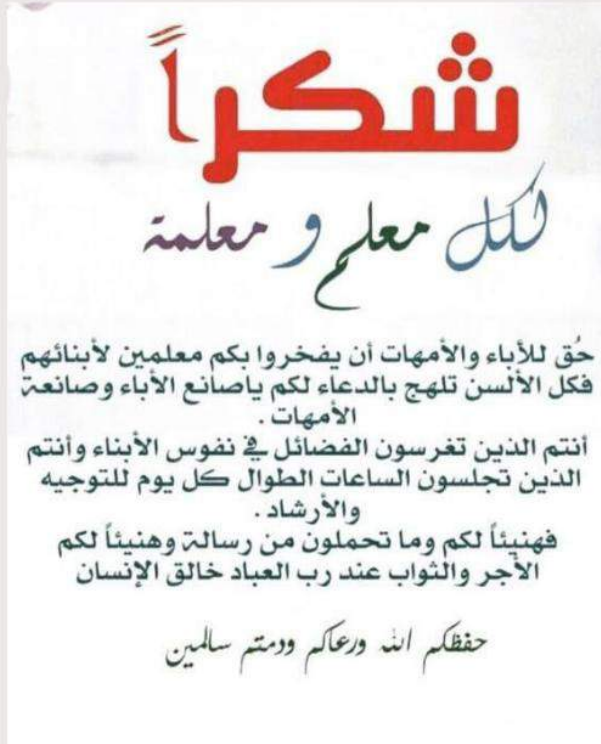 شكراً
لكل معلم و معلمة
حُق للأباء والأمهات أن يفخروا بكم معلمين لأبنائهم
فكل الألسن تلهج بالدعاء لكم ياصانع الأباء وصانعة
الأمهات .
أنتم الذين تغرسون الفضائل في نفوس الأبناء وأنتم
الذين تجلسون الساعات الطوال كل يوم للتوجيه
والأرشاد .
فهنيئاً لكم وما تحملون من رسالة وهنيئاً لكم
الأجر والثواب عند رب العباد خالق الإنسان
حفظكم الله ورعاكم ودمتم سالمين